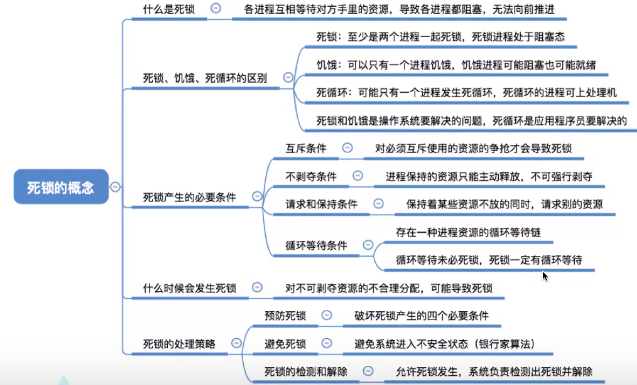 死锁的概念
什么是死锁
各进程互相等待对方手里的资源，导致各进程都阻塞，无法向前推进
死锁、饥饿、死循环的区别
死锁：至少是两个进程一起死锁，死锁进程处于阻塞态
饥饿：可以只有一个进程饥饿，饥饿进程可能阻塞也可能就绪
死循环：可能只有一个进程发生死循环，死循环的进程可上处理机
死锁和饥饿是操作系统要解决的问题，死循环是应用程序员要解决的
死锁产生的必要条件
互斥条件
对必须互斥使用的资源的争抢才会导致死锁
不剥夺条件
进程保持的资源只能主动释放，不可强行剥夺
请求和保持条件
保持着某些资源不放的同时，请求别的资源
循环等待条件
存在一种进程资源的循环等待链
循环等待未必死锁，死锁一定有循环等待
什么时候会发生死锁
对不可剥夺资源的不合理分配，可能导致死锁
死锁的处理策略
预防死锁
破坏死锁产生的四个必要条件
避免死锁
避免系统进入不安全状态（银行家算法）
死锁的检测和解除
允许死锁发生，系统负责检测出死锁并解除